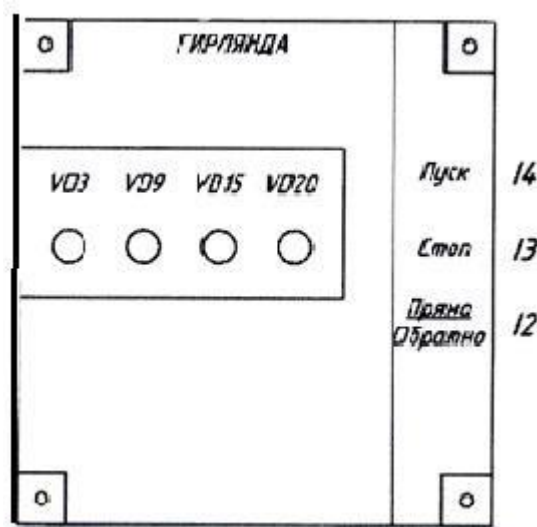 ГИРЛЯНДА
VD3 VD9 VD15 VD20
Пуск 14
Стоп 13
Прямо
Обратно 12